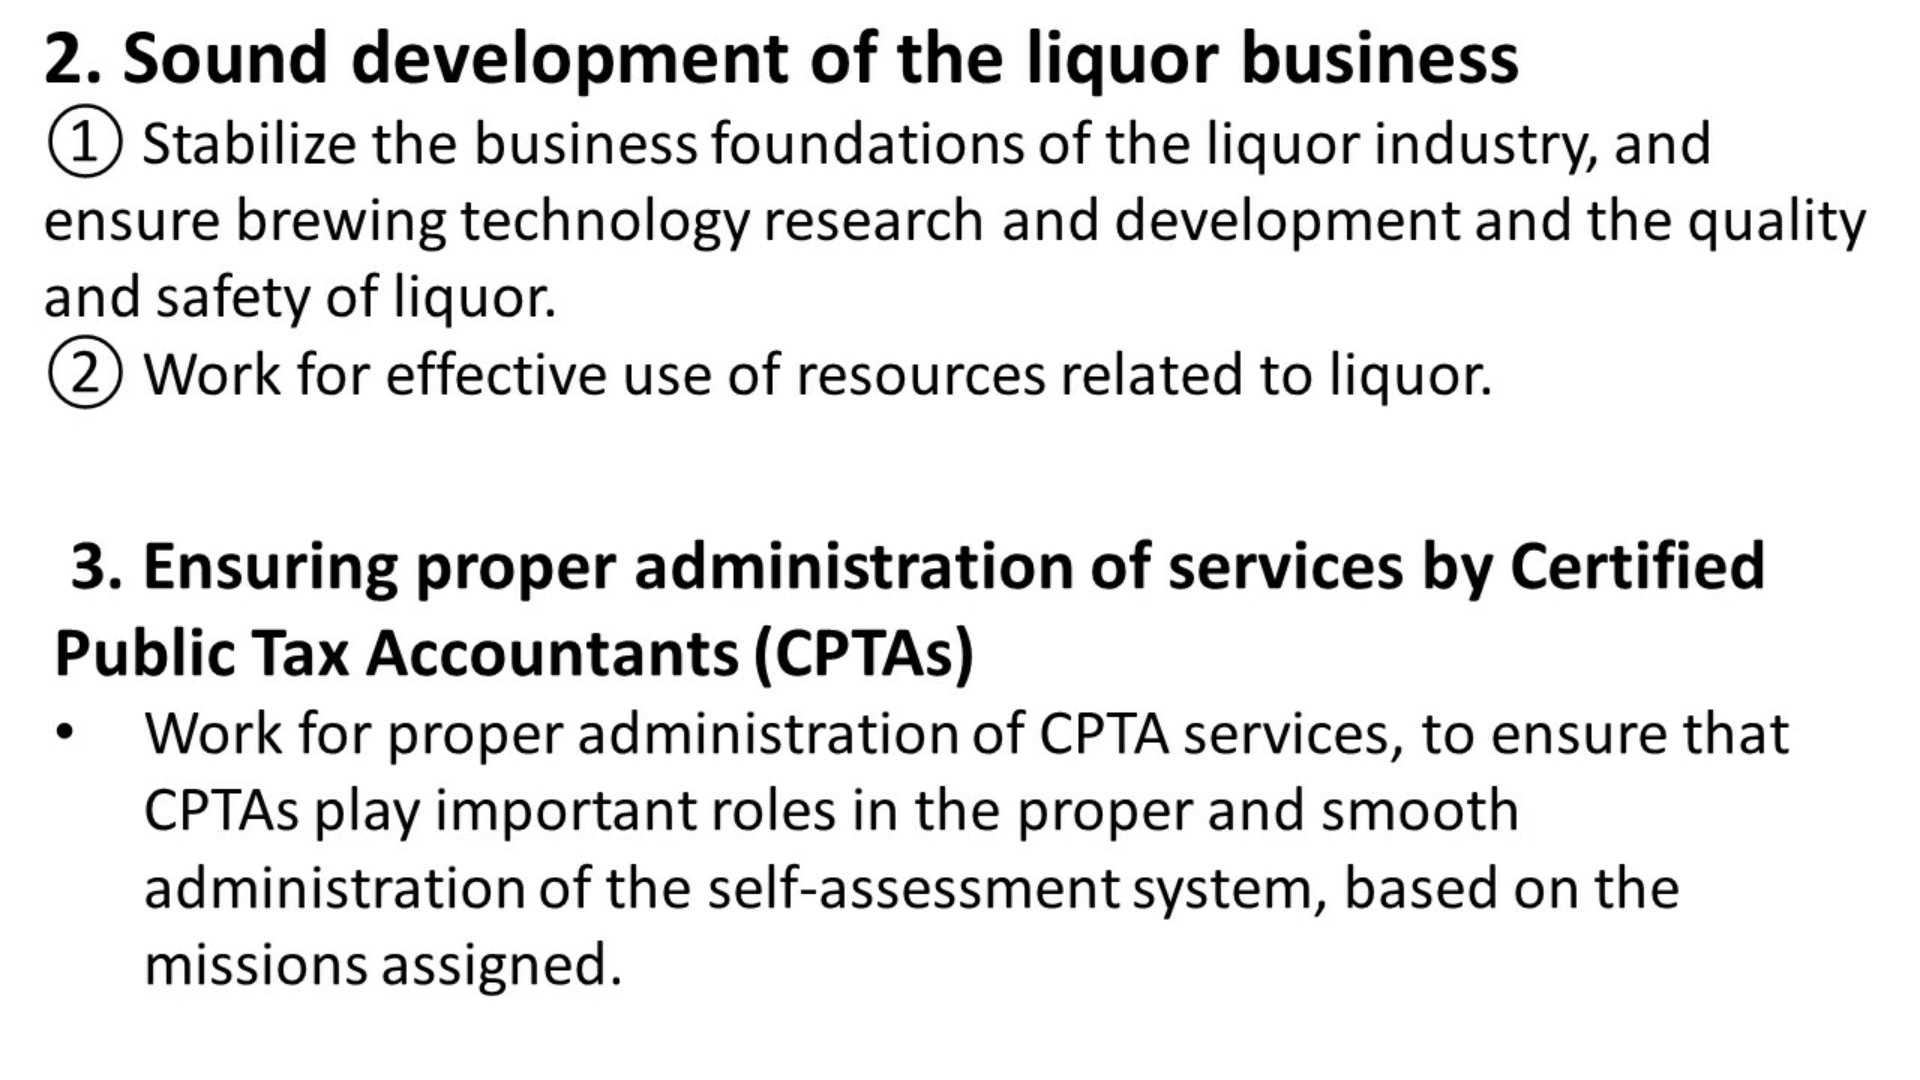 2. Sound development of the liquor business
① Stabilize the business foundations of the liquor industry, and
ensure brewing technology research and development and the quality
and safety of liquor.
② Work for effective use of resources related to liquor.
3. Ensuring proper administration of services by Certified
Public Tax Accountants (CPTAs)
• Work for proper administration of CPTA services, to ensure that
CPTAs play important roles in the proper and smooth
administration of the self-assessment system, based on the
missions assigned.